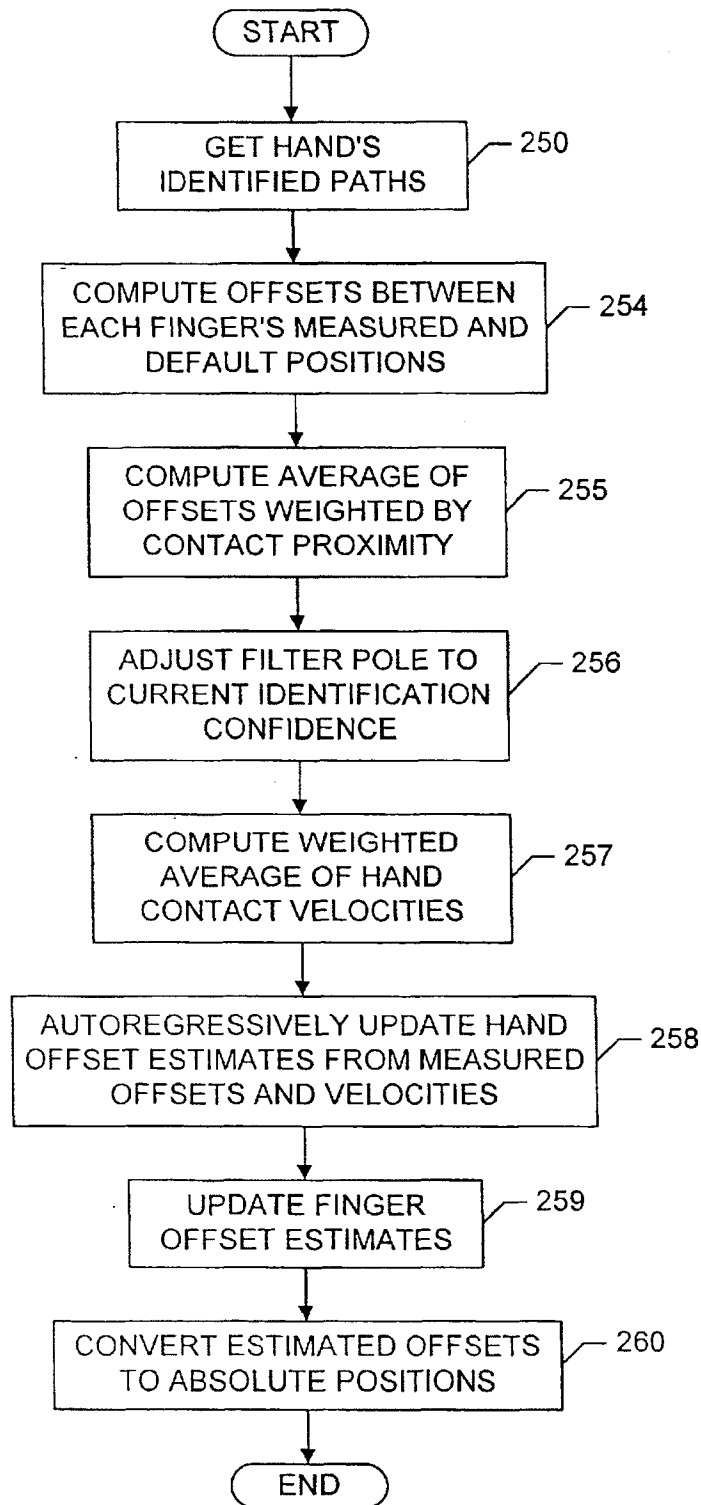 START
GET HAND'S
IDENTIFIED PATHS
250
COMPUTE OFFSETS BETWEEN
EACH FINGER'S MEASURED AND
DEFAULT POSITIONS
254
COMPUTE AVERAGE OF
OFFSETS WEIGHTED BY
CONTACT PROXIMITY
255
ADJUST FILTER POLE TO
CURRENT IDENTIFICATION
CONFIDENCE
256
COMPUTE WEIGHTED
AVERAGE OF HAND
CONTACT VELOCITIES
257
AUTOREGRESSIVELY UPDATE HAND
OFFSET ESTIMATES FROM MEASURED
OFFSETS AND VELOCITIES
258
UPDATE FINGER
OFFSET ESTIMATES
259
CONVERT ESTIMATED OFFSETS
TO ABSOLUTE POSITIONS
260
END